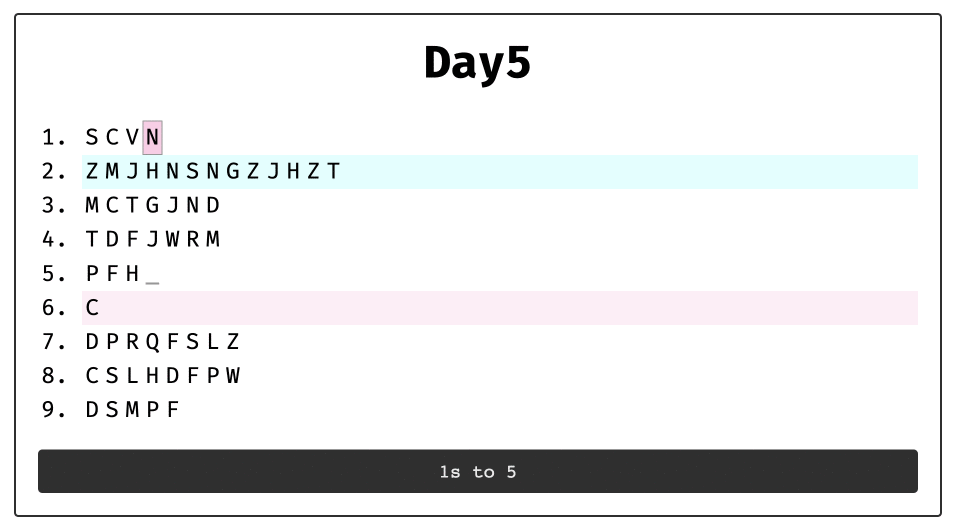 Day5
1. S C V N
2. Z M J H N S N G Z J H Z T
3. M C T G J N D
4. T D F J W R M
5. P F H _
6. C
7. D P R Q F S L Z
8. C S L H D F P W
9. D S M P F
1s to 5